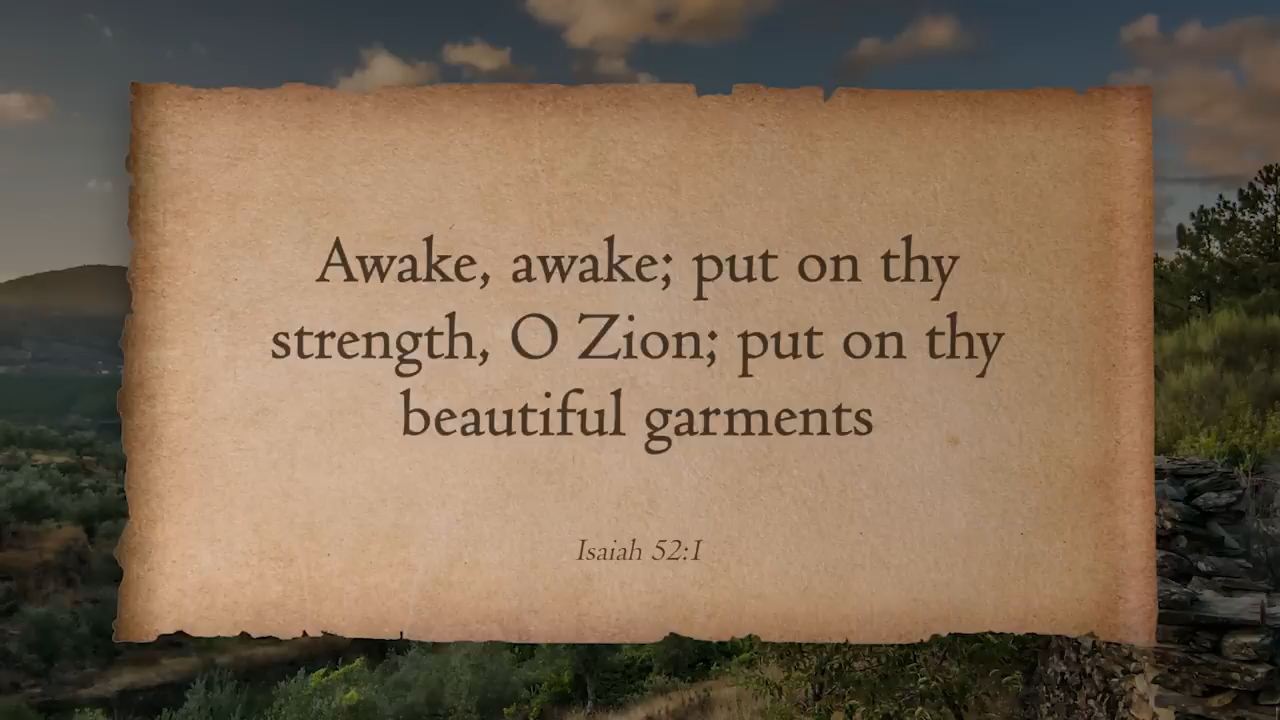 Awake, awake; put on thy
strength, O Zion; put on thy
beautiful garments
Isaiah 52:1